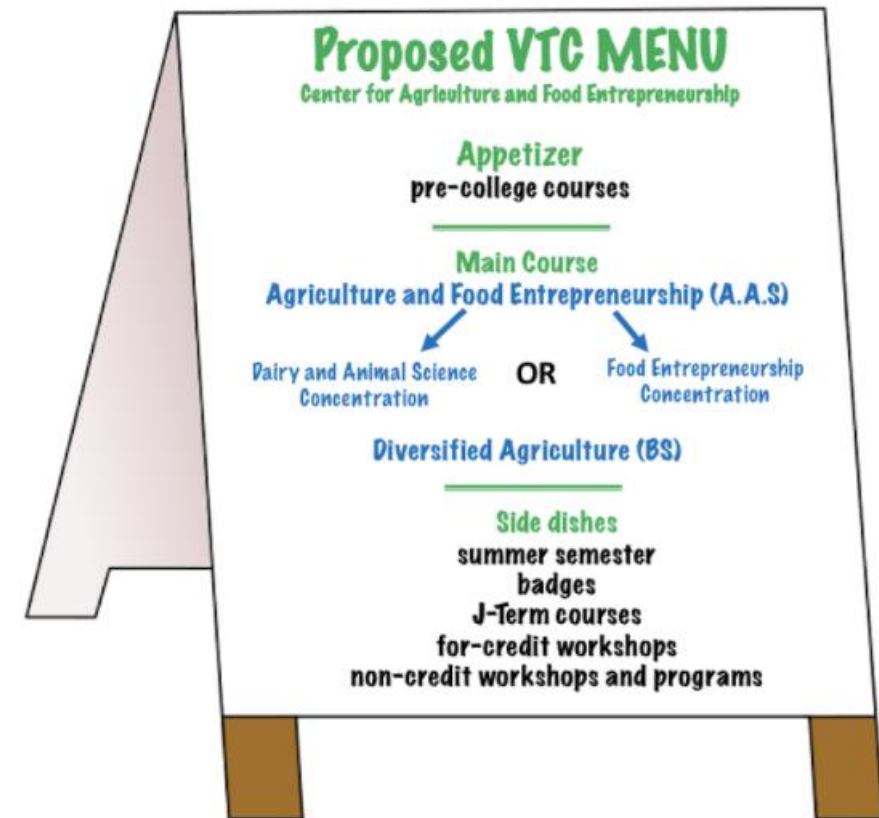 Proposed VTC MENU
Center for Agriculture and Food Entrepreneurship
Appetizer
pre-college courses
Main Course
Agriculture and Food Entrepreneurship (A.A.S)
Dairy and Animal Science
Concentration
OR
Food Entrepreneurship
Concentration
Diversified Agriculture (BS)
Side dishes
summer semester
badges
J-Term courses
for-credit workshops
non-credit workshops and programs